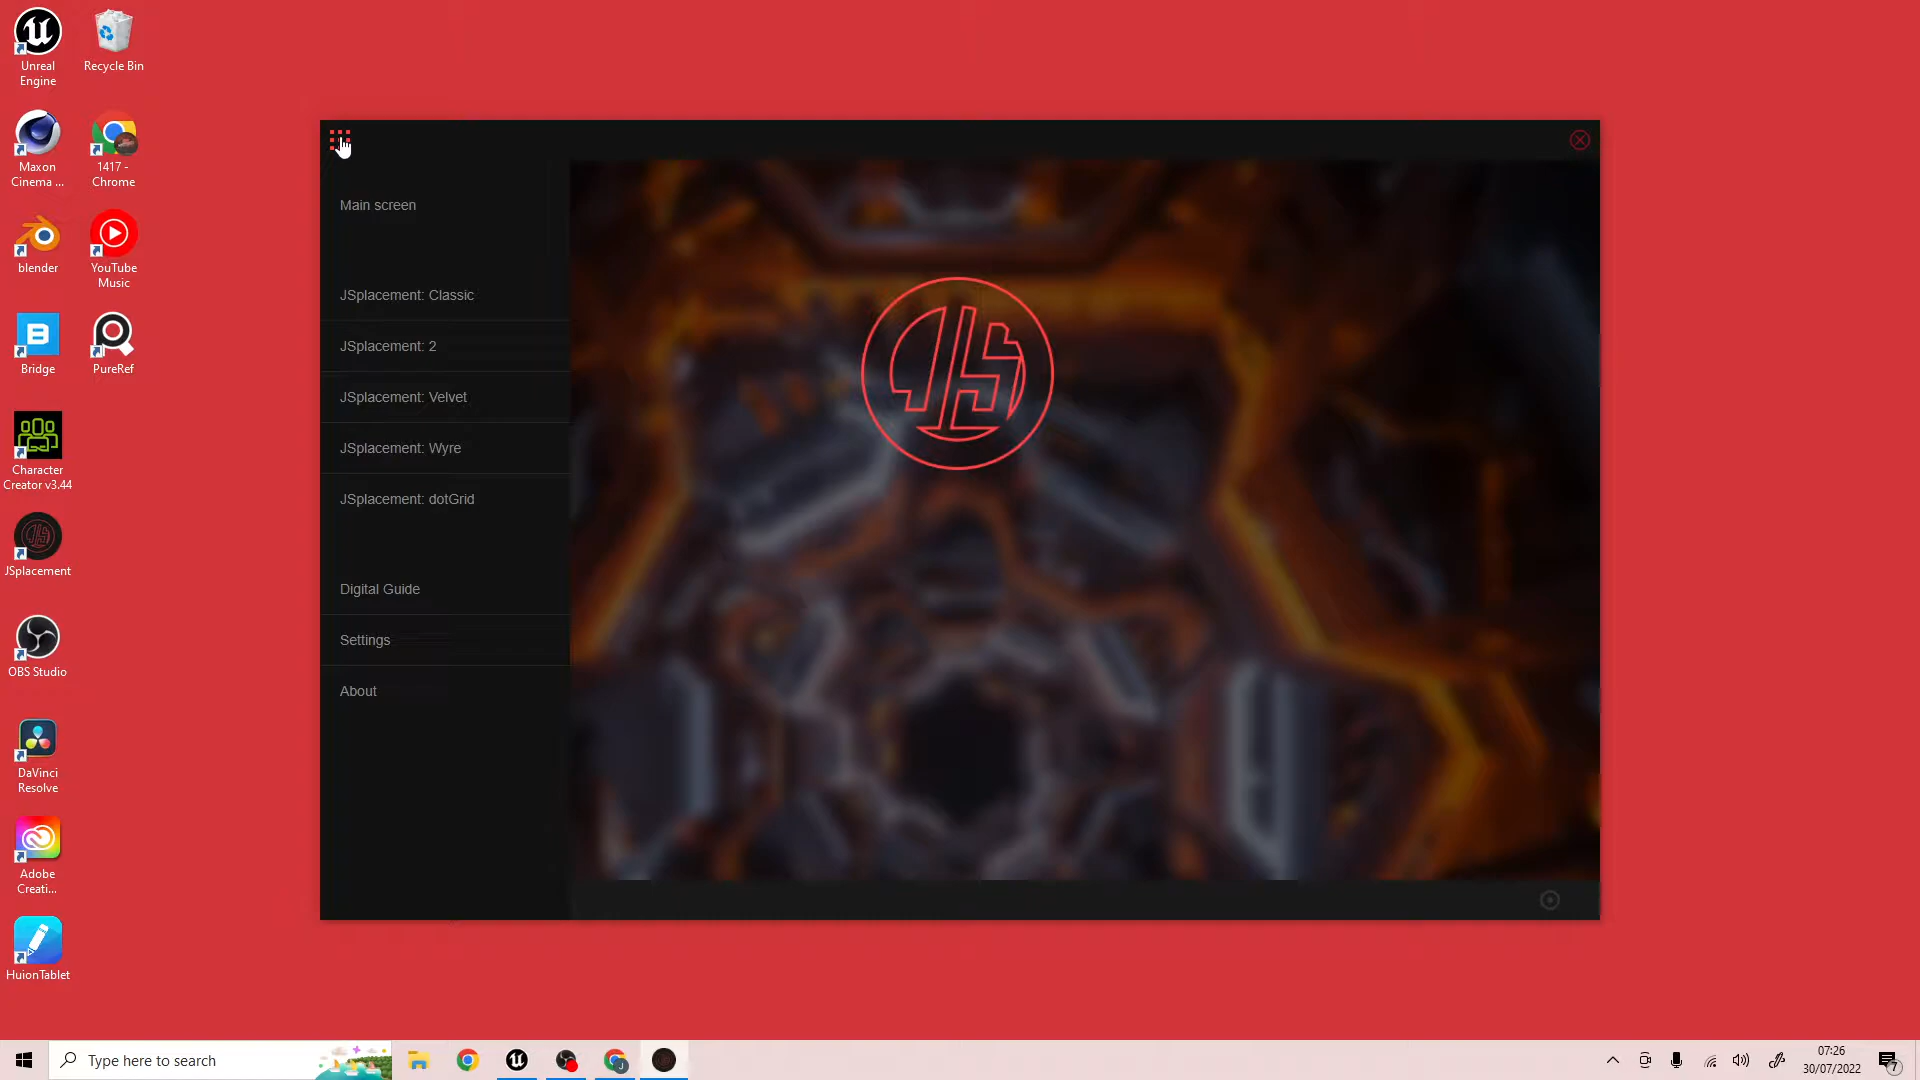 Unreal
Engine
Recycle Bin
Maxon
Cinema ...
1417 -
Chrome
blender
YouTube
Music
Bridge
PureRef
Character
Creator v3.44
JSplacement
OBS Studio
DaVinci
Resolve
Adobe
Creati...
HuionTablet
Main screen
JSplacement: Classic
JSplacement: 2
JSplacement: Velvet
JSplacement: Wyre
JSplacement: dotGrid
Digital Guide
Settings
About
Type here to search
07:26
30/07/2022
7